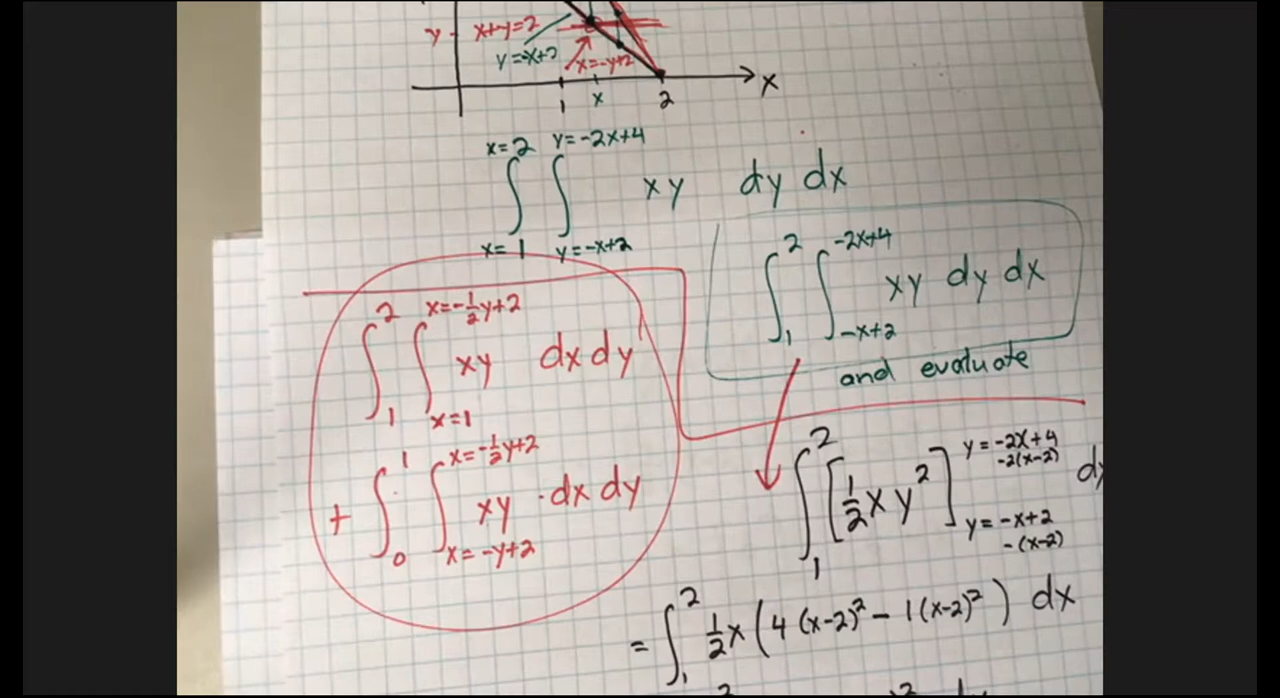 y - x+y=2
y=-x+2
x=-y+2
1 x 2 x
x=2 y=-2x+4
∫ ∫ xy dy dx
x=1 y=-x+2
∫₁² ∫_{-x+2}^{-2x+4} xy dy dx
and evaluate
∫₁² ∫_{x=1}^{x=-½y+2} xy dx dy
+ ∫₀¹ ∫_{x=-y+2}^{x=-½y+2} xy · dx dy
∫₁² [½xy²]
y=-2x+4
-2(x-2)
y=-x+2
-(x-2)
= ∫₁² ½x(4(x-2)² - 1(x-2)²) dx